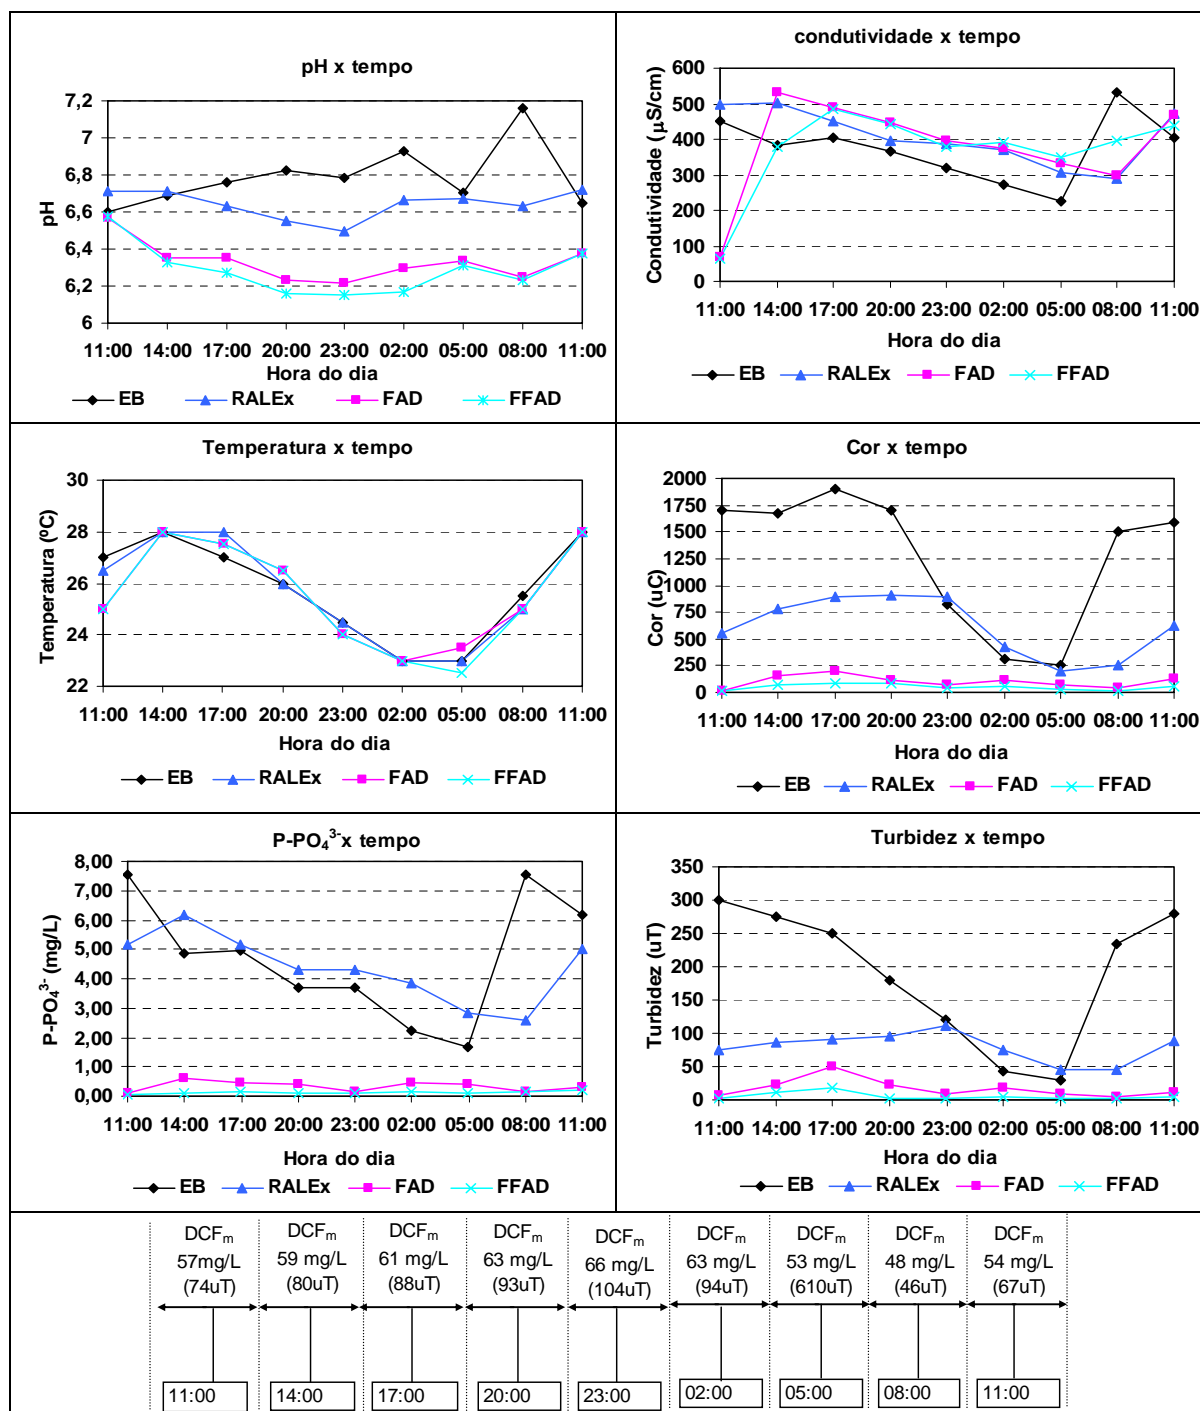 pH x tempo
7,2
7
6,8
6,6
6,4
6,2
6
pH
11:00 14:00 17:00 20:00 23:00 02:00 05:00 08:00 11:00
Hora do dia
EB RALEx FAD FFAD
condutividade x tempo
600
500
400
300
200
100
0
Condutividade (µS/cm)
11:00 14:00 17:00 20:00 23:00 02:00 05:00 08:00 11:00
Hora do dia
EB RALEx FAD FFAD
Temperatura x tempo
30
28
26
24
22
Temperatura (ºC)
11:00 14:00 17:00 20:00 23:00 02:00 05:00 08:00 11:00
Hora do dia
EB RALEx FAD FFAD
Cor x tempo
2000
1750
1500
1250
1000
750
500
250
0
Cor (uC)
11:00 14:00 17:00 20:00 23:00 02:00 05:00 08:00 11:00
Hora do dia
EB RALEx FAD FFAD
P-PO₄³⁻x tempo
8,00
7,00
6,00
5,00
4,00
3,00
2,00
1,00
0,00
P-PO₄³⁻ (mg/L)
11:00 14:00 17:00 20:00 23:00 02:00 05:00 08:00 11:00
Hora do dia
EB RALEx FAD FFAD
Turbidez x tempo
350
300
250
200
150
100
50
0
Turbidez (uT)
11:00 14:00 17:00 20:00 23:00 02:00 05:00 08:00 11:00
Hora do dia
EB RALEx FAD FFAD
DCFₘ DCFₘ DCFₘ DCFₘ DCFₘ DCFₘ DCFₘ DCFₘ DCFₘ
57mg/L 59 mg/L 61 mg/L 63 mg/L 66 mg/L 63 mg/L 53 mg/L 48 mg/L 54 mg/L
(74uT) (80uT) (88uT) (93uT) (104uT) (94uT) (610uT) (46uT) (67uT)
11:00 14:00 17:00 20:00 23:00 02:00 05:00 08:00 11:00